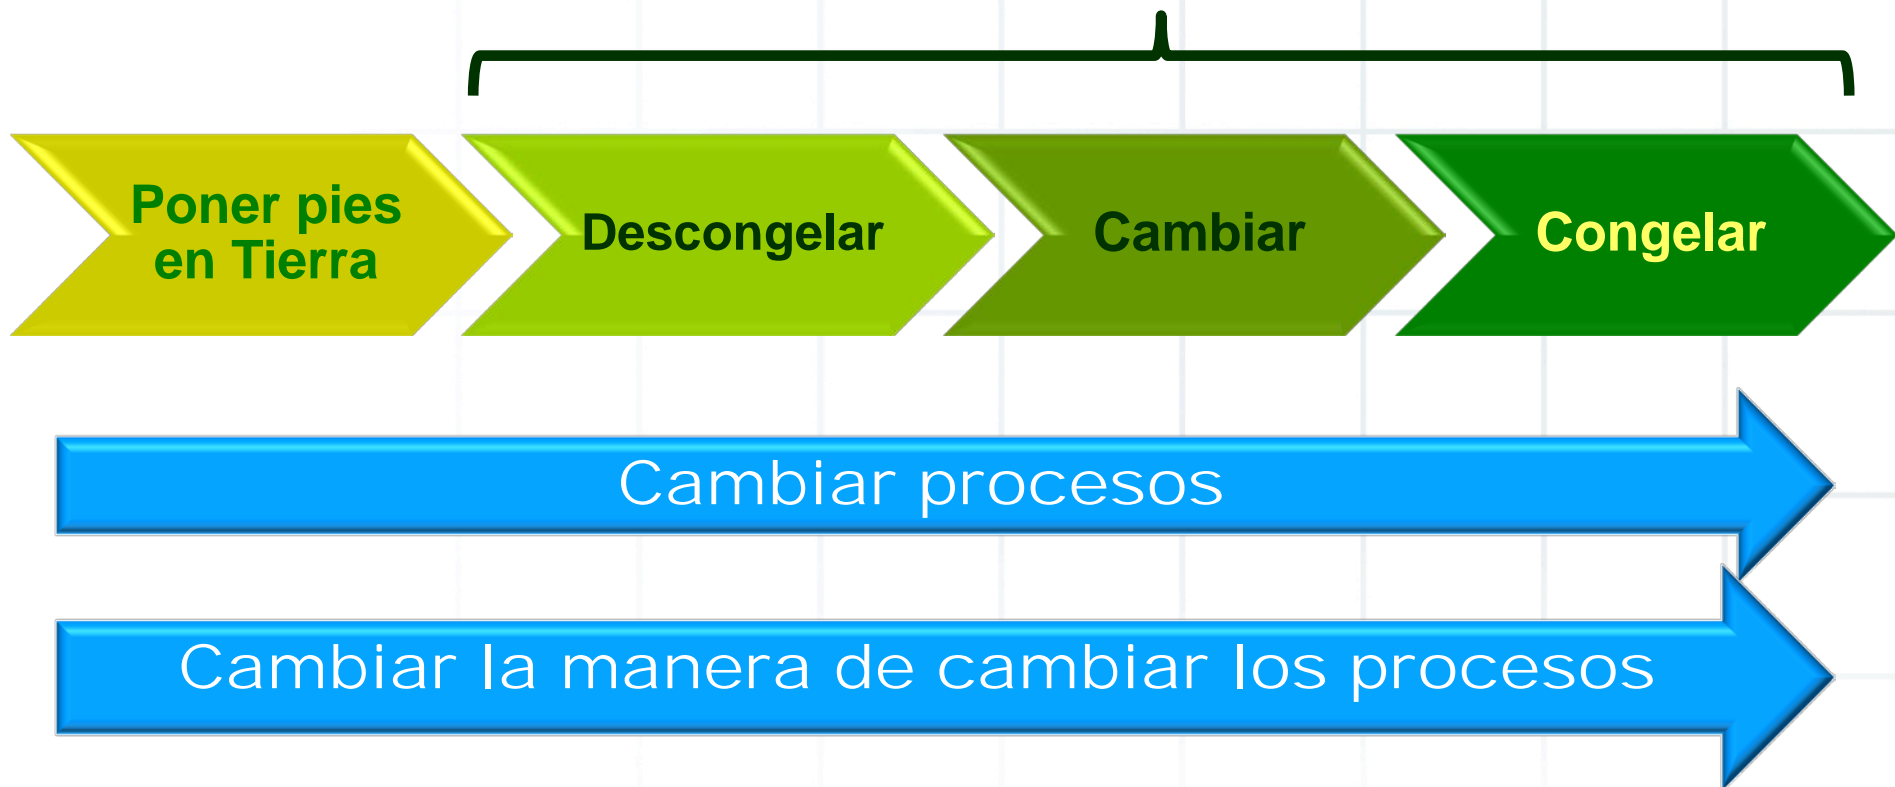 Poner pies
en Tierra
Descongelar
Cambiar
Congelar
Cambiar procesos
Cambiar la manera de cambiar los procesos